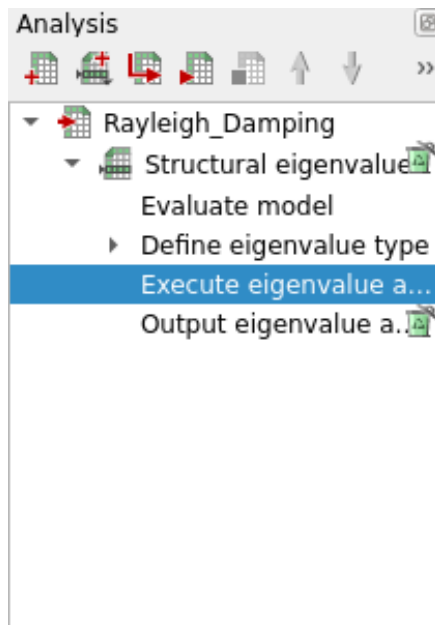 Analysis
»
Rayleigh_Damping
Structural eigenvalue
Evaluate model
Define eigenvalue type
Execute eigenvalue a...
Output eigenvalue a..